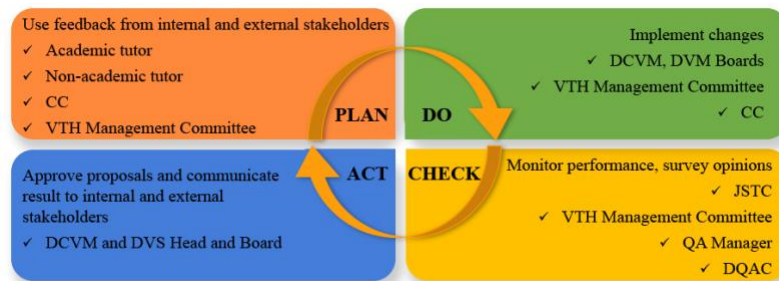 Use feedback from internal and external stakeholders
✓ Academic tutor
✓ Non-academic tutor
✓ CC
✓ VTH Management Committee
PLAN
Implement changes
✓ DCVM, DVM Boards
✓ VTH Management Committee
✓ CC
DO
Approve proposals and communicate
result to internal and external
stakeholders
✓ DCVM and DVS Head and Board
ACT
CHECK
Monitor performance, survey opinions
✓ JSTC
✓ VTH Management Committee
✓ QA Manager
✓ DQAC